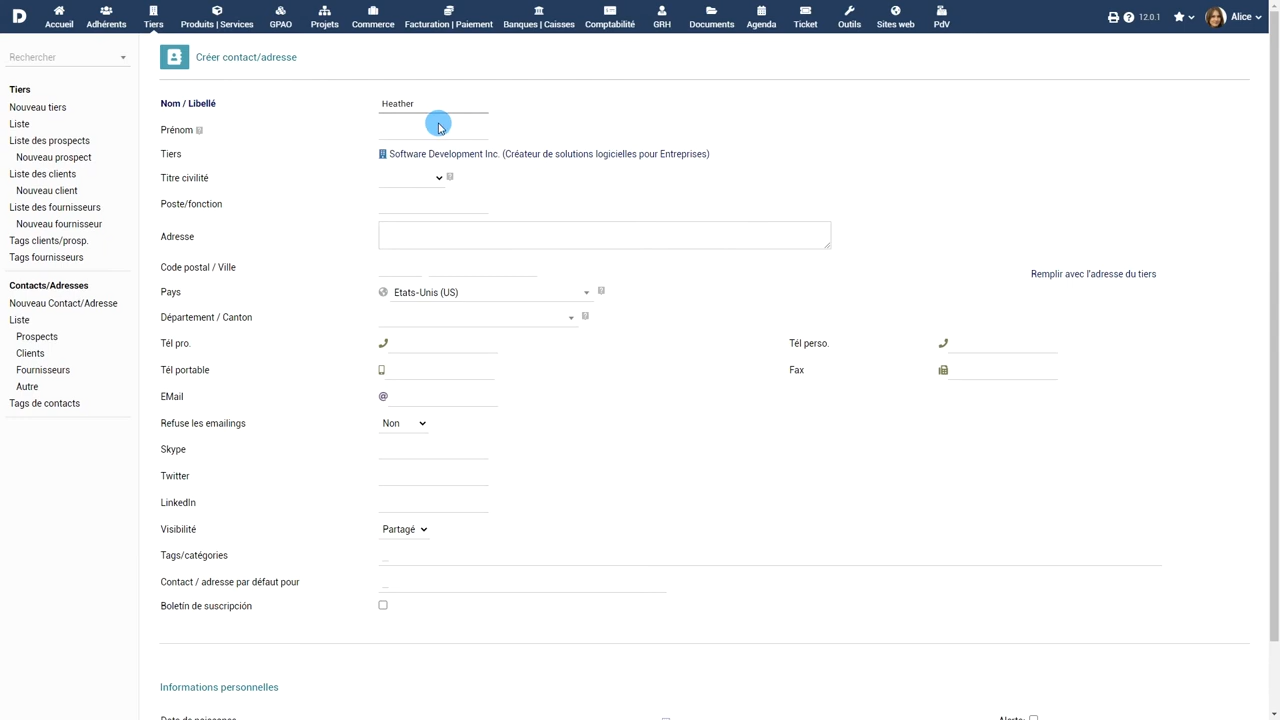 Accueil
Adhérents
Tiers
Produits | Services
GPAO
Projets
Commerce
Facturation | Paiement
Banques | Caisses
Comptabilité
GRH
Documents
Agenda
Ticket
Outils
Sites web
PdV
12.0.1
Alice
Rechercher
Tiers
Nouveau tiers
Liste
Liste des prospects
Nouveau prospect
Liste des clients
Nouveau client
Liste des fournisseurs
Nouveau fournisseur
Tags clients/prosp.
Tags fournisseurs
Contacts/Adresses
Nouveau Contact/Adresse
Liste
Prospects
Clients
Fournisseurs
Autre
Tags de contacts
Créer contact/adresse
Nom / Libellé Heather
Prénom
Tiers Software Development Inc. (Créateur de solutions logicielles pour Entreprises)
Titre civilité
Poste/fonction
Adresse
Code postal / Ville
Remplir avec l'adresse du tiers
Pays Etats-Unis (US)
Département / Canton
Tél pro. Tél perso.
Tél portable Fax
EMail @
Refuse les emailings Non
Skype
Twitter
LinkedIn
Visibilité Partagé
Tags/catégories
Contact / adresse par défaut pour
Boletín de suscripción
Informations personnelles
Date de naissance Alerte: